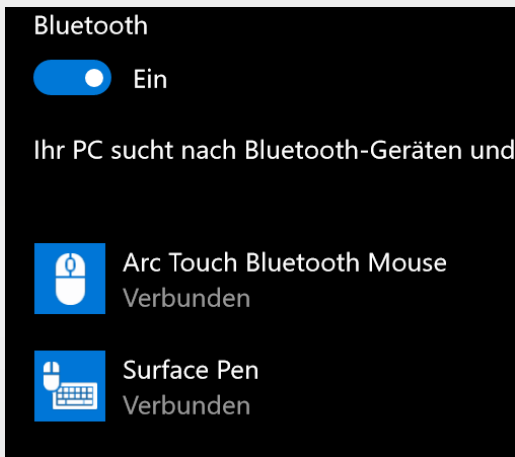 Bluetooth
Ein
Ihr PC sucht nach Bluetooth-Geräten und
Arc Touch Bluetooth Mouse
Verbunden
Surface Pen
Verbunden